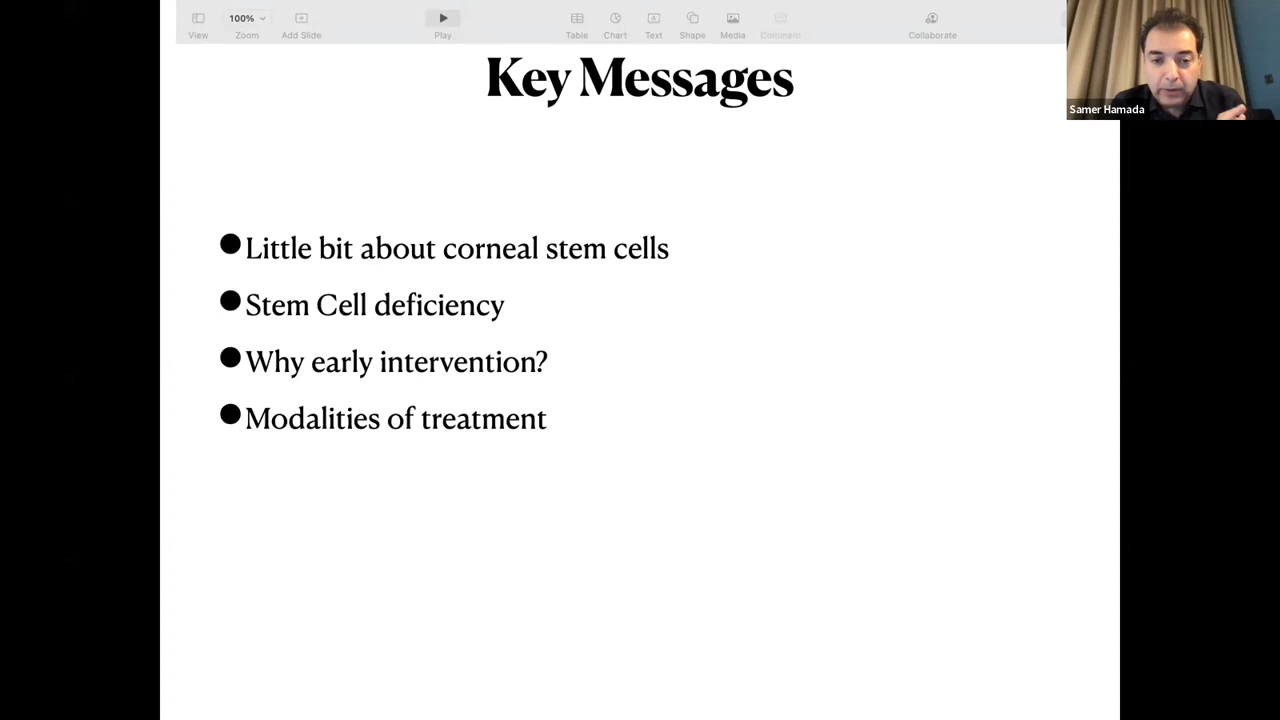 100%
View
Zoom
Add Slide
Play
Table
Chart
Text
Shape
Media
Comment
Collaborate
Samer Hamada
Key Messages
Little bit about corneal stem cells
Stem Cell deficiency
Why early intervention?
Modalities of treatment